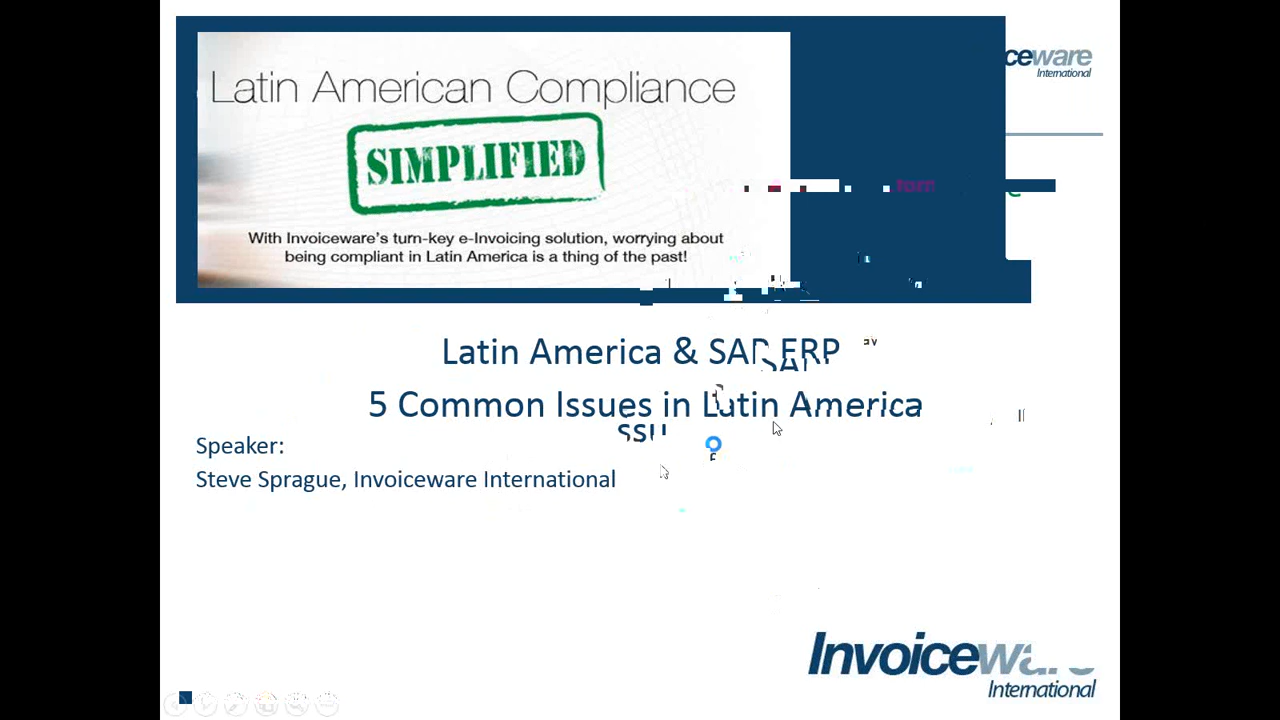 ceware
International
Latin American Compliance
SIMPLIFIED
With Invoiceware's turn-key e-Invoicing solution, worrying about
being compliant in Latin America is a thing of the past!
Latin America & SAP ERP
5 Common Issues in Latin America
Speaker:
Steve Sprague, Invoiceware International
Invoiceware
International